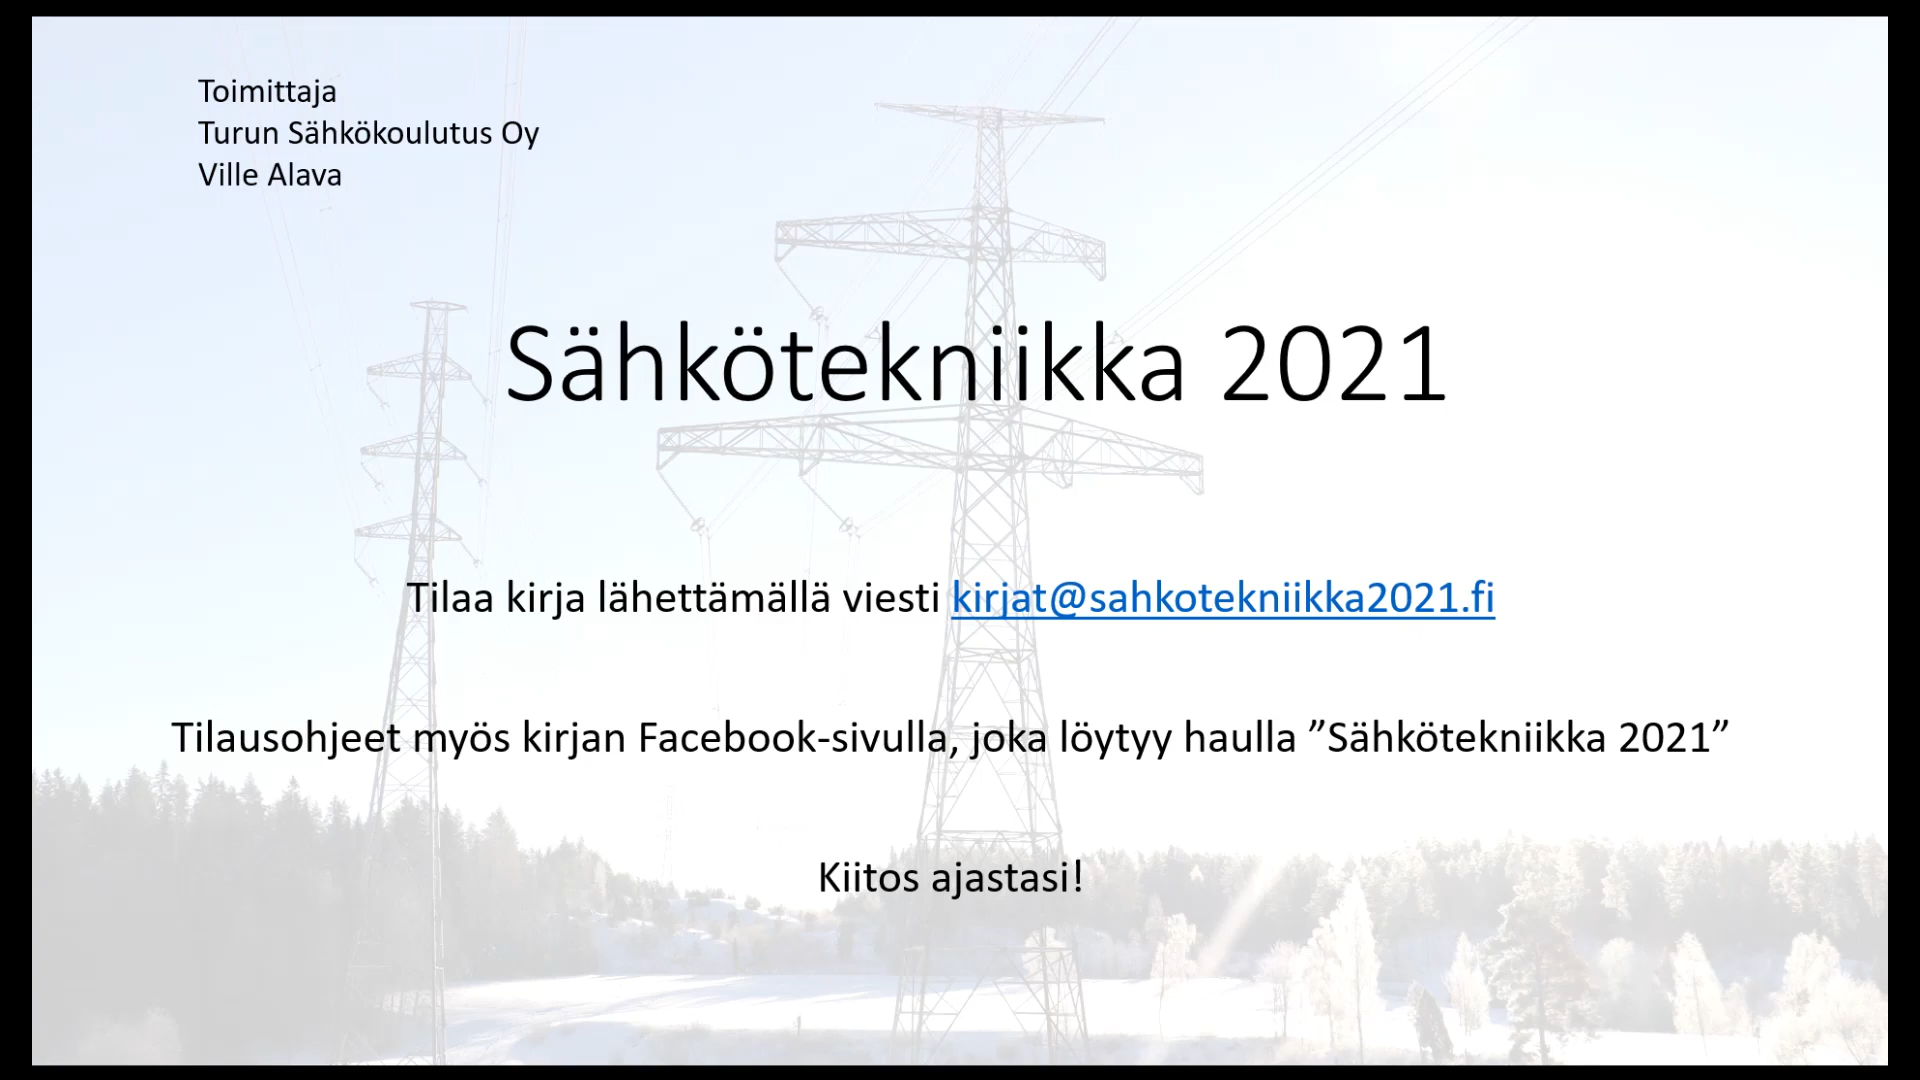 Toimittaja
Turun Sähkökoulutus Oy
Ville Alava
Sähkötekniikka 2021
Tilaa kirja lähettämällä viesti kirjat@sahkotekniikka2021.fi
Tilausohjeet myös kirjan Facebook-sivulla, joka löytyy haulla ”Sähkötekniikka 2021”
Kiitos ajastasi!